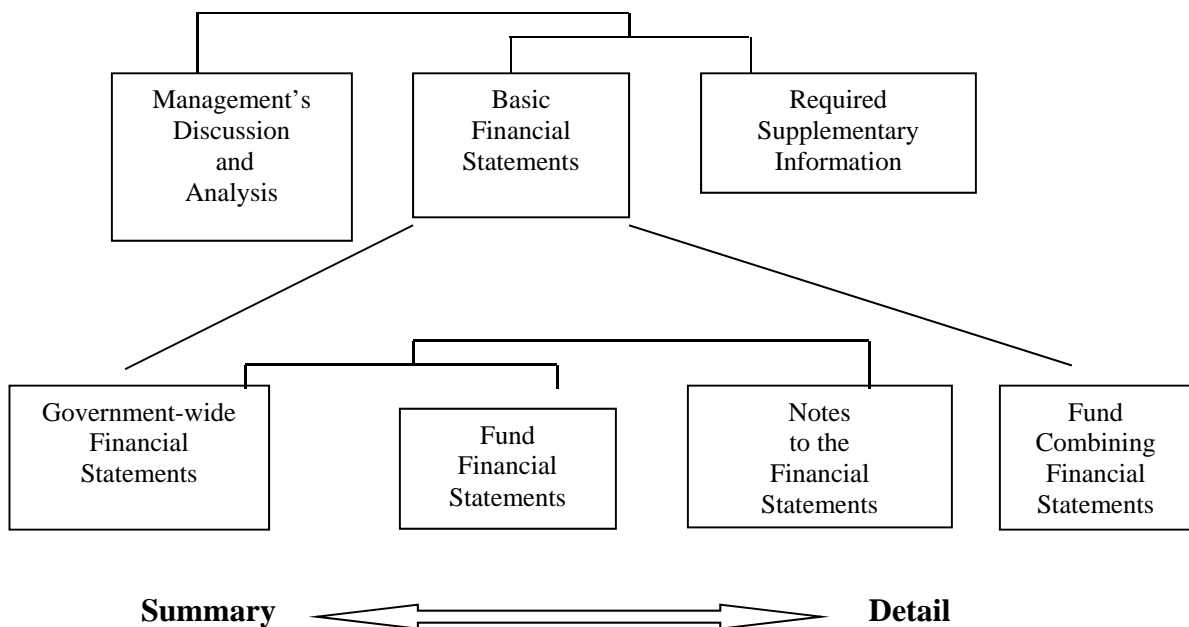 Management’s
Discussion
and
Analysis
Basic
Financial
Statements
Required
Supplementary
Information
Government-wide
Financial
Statements
Fund
Financial
Statements
Notes
to the
Financial
Statements
Fund
Combining
Financial
Statements
Summary
Detail